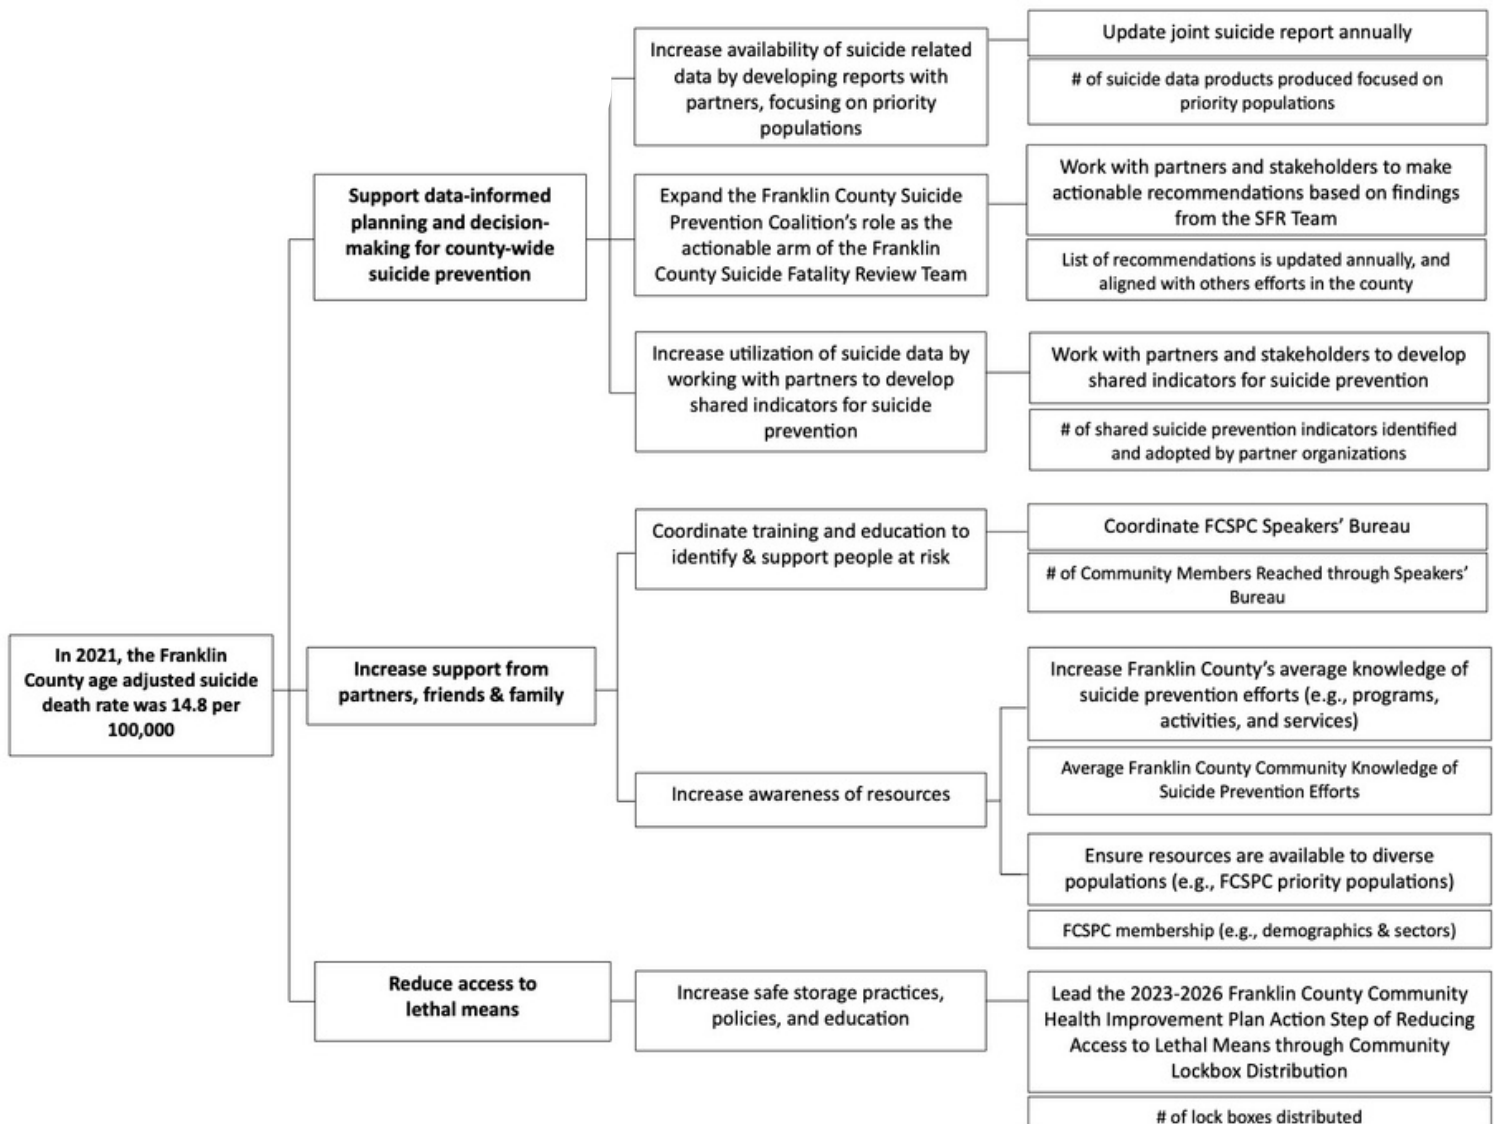 Increase availability of suicide related
data by developing reports with
partners, focusing on priority
populations
Update joint suicide report annually
# of suicide data products produced focused on
priority populations
Support data-informed
planning and decision-
making for county-wide
suicide prevention
Expand the Franklin County Suicide
Prevention Coalition’s role as the
actionable arm of the Franklin
County Suicide Fatality Review Team
Work with partners and stakeholders to make
actionable recommendations based on findings
from the SFR Team
List of recommendations is updated annually, and
aligned with others efforts in the county
Increase utilization of suicide data by
working with partners to develop
shared indicators for suicide
prevention
Work with partners and stakeholders to develop
shared indicators for suicide prevention
# of shared suicide prevention indicators identified
and adopted by partner organizations
Coordinate training and education to
identify & support people at risk
Coordinate FCSPC Speakers’ Bureau
# of Community Members Reached through Speakers’
Bureau
In 2021, the Franklin
County age adjusted suicide
death rate was 14.8 per
100,000
Increase support from
partners, friends & family
Increase Franklin County’s average knowledge of
suicide prevention efforts (e.g., programs,
activities, and services)
Average Franklin County Community Knowledge of
Suicide Prevention Efforts
Increase awareness of resources
Ensure resources are available to diverse
populations (e.g., FCSPC priority populations)
FCSPC membership (e.g., demographics & sectors)
Reduce access to
lethal means
Increase safe storage practices,
policies, and education
Lead the 2023-2026 Franklin County Community
Health Improvement Plan Action Step of Reducing
Access to Lethal Means through Community
Lockbox Distribution
# of lock boxes distributed